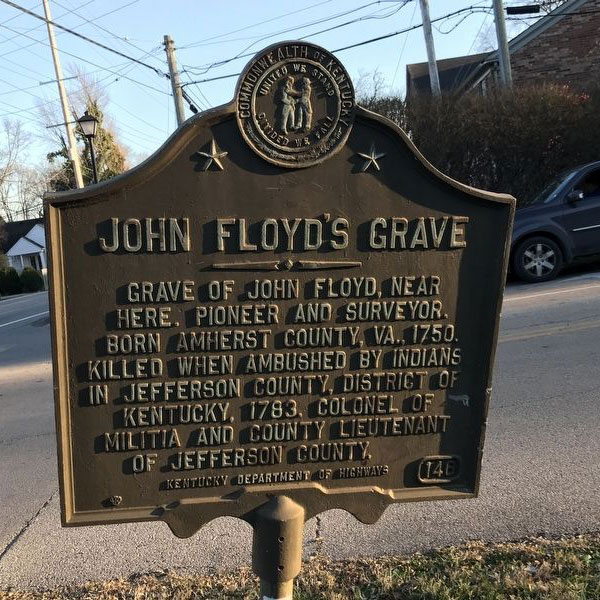 COMMONWEALTH OF KENTUCKY
UNITED WE STAND
DIVIDED WE FALL
JOHN FLOYD'S GRAVE
GRAVE OF JOHN FLOYD, NEAR
HERE. PIONEER AND SURVEYOR.
BORN AMHERST COUNTY, VA., 1750.
KILLED WHEN AMBUSHED BY INDIANS
IN JEFFERSON COUNTY, DISTRICT OF
KENTUCKY, 1783. COLONEL OF
MILITIA AND COUNTY LIEUTENANT
OF JEFFERSON COUNTY.
KENTUCKY DEPARTMENT OF HIGHWAYS
146